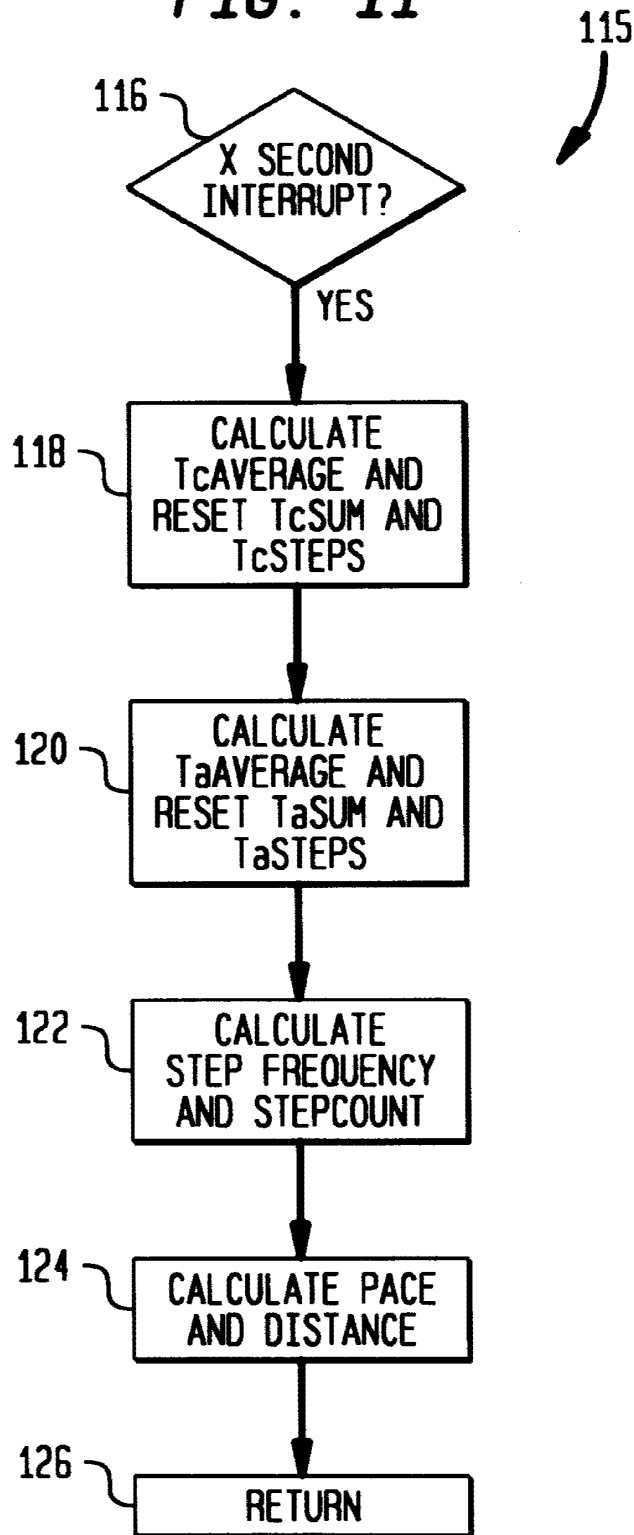 FIG. 11
115
116
X SECOND
INTERRUPT?
YES
118
CALCULATE
TcAVERAGE AND
RESET TcSUM AND
TcSTEPS
120
CALCULATE
TaAVERAGE AND
RESET TaSUM AND
TaSTEPS
122
CALCULATE
STEP FREQUENCY
AND STEPCOUNT
124
CALCULATE PACE
AND DISTANCE
126
RETURN